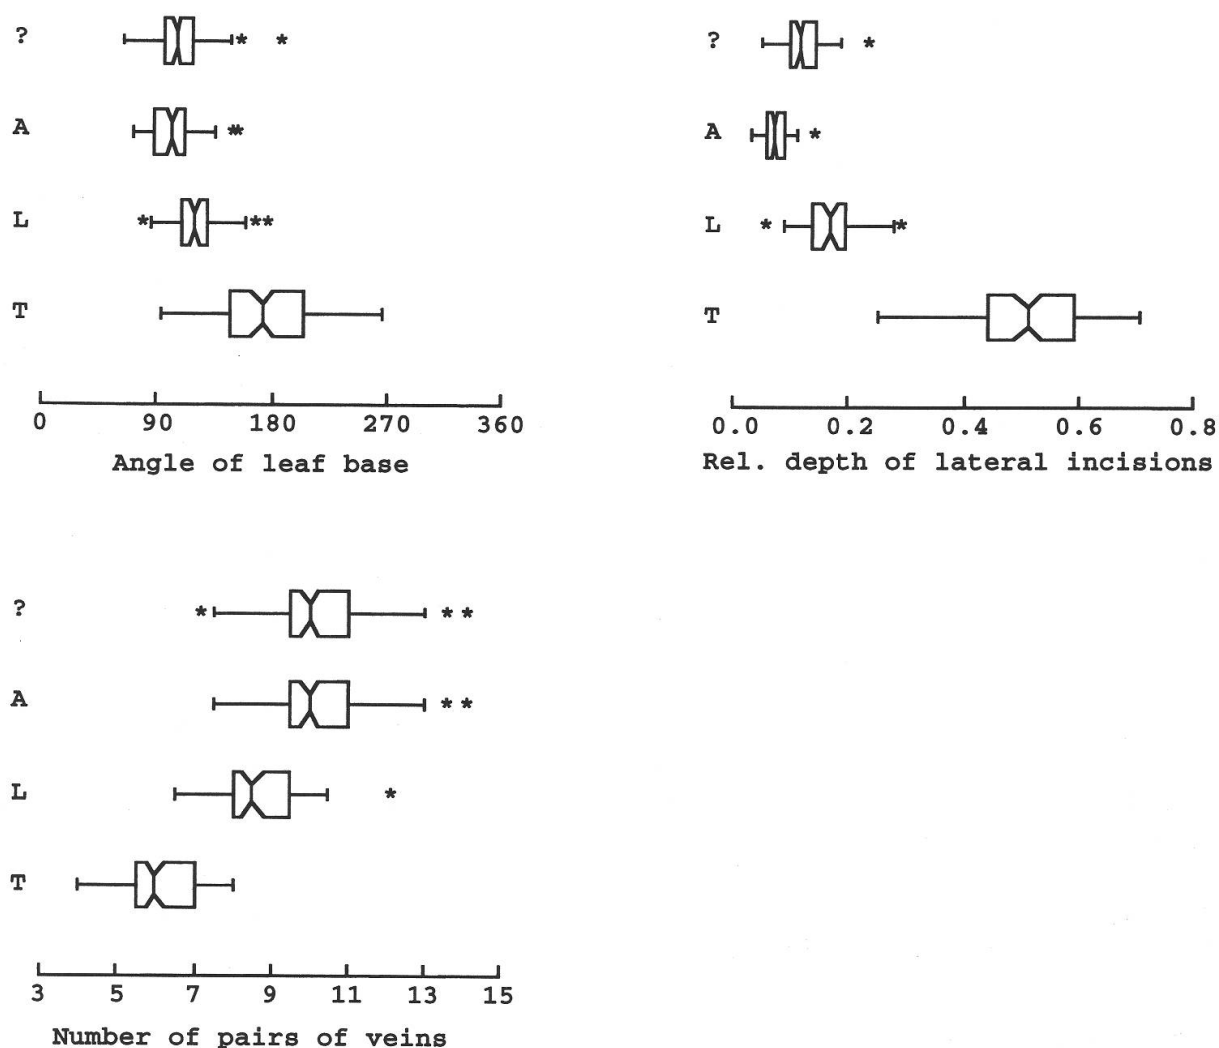 ?
A
L
T
0 90 180 270 360
Angle of leaf base
?
A
L
T
0.0 0.2 0.4 0.6 0.8
Rel. depth of lateral incisions
?
A
L
T
3 5 7 9 11 13 15
Number of pairs of veins